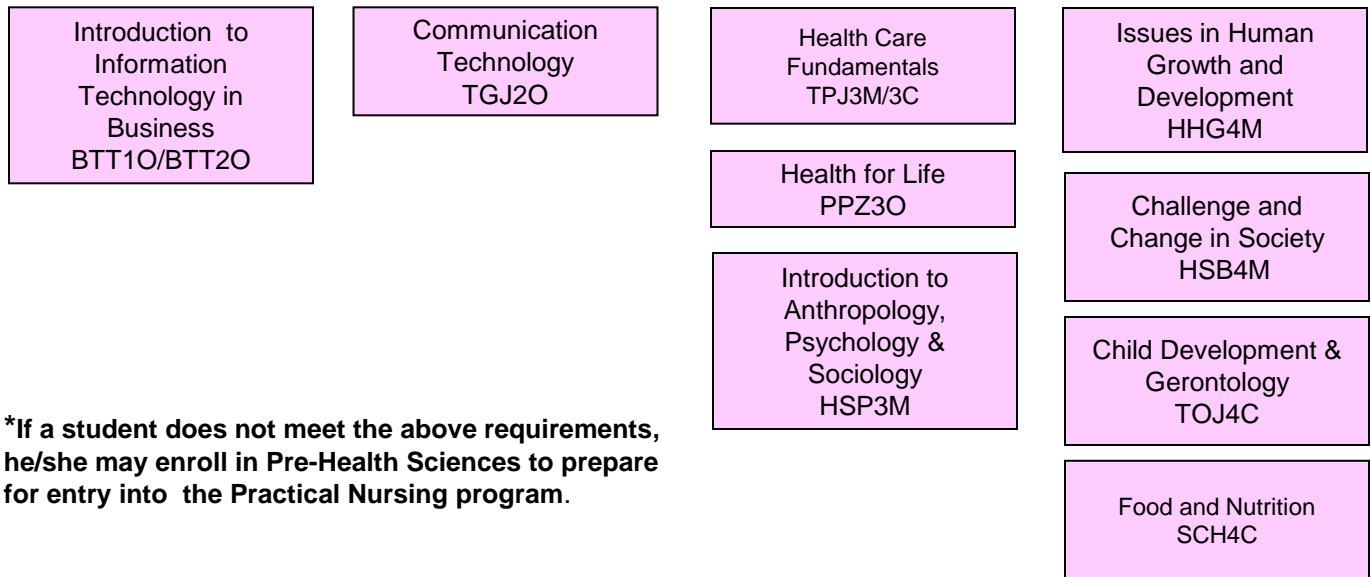 Introduction to
Information
Technology in
Business
BTT1O/BTT2O
Communication
Technology
TGJ2O
Health Care
Fundamentals
TPJ3M/3C
Health for Life
PPZ3O
Introduction to
Anthropology,
Psychology &
Sociology
HSP3M
Issues in Human
Growth and
Development
HHG4M
Challenge and
Change in Society
HSB4M
Child Development &
Gerontology
TOJ4C
Food and Nutrition
SCH4C
*If a student does not meet the above requirements,
he/she may enroll in Pre-Health Sciences to prepare
for entry into the Practical Nursing program.